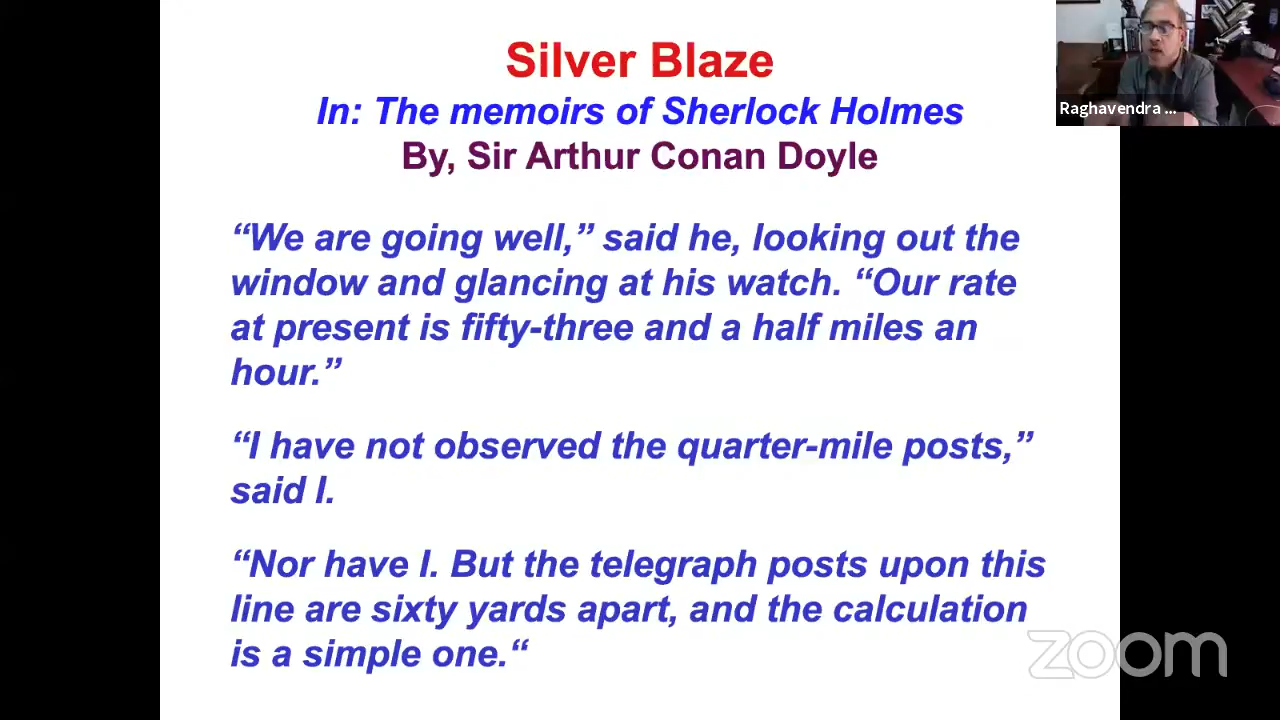 Silver Blaze
In: The memoirs of Sherlock Holmes
By, Sir Arthur Conan Doyle
“We are going well,” said he, looking out the
window and glancing at his watch. “Our rate
at present is fifty-three and a half miles an
hour.”
“I have not observed the quarter-mile posts,”
said I.
“Nor have I. But the telegraph posts upon this
line are sixty yards apart, and the calculation
is a simple one.“
Raghavendra ...
zoom